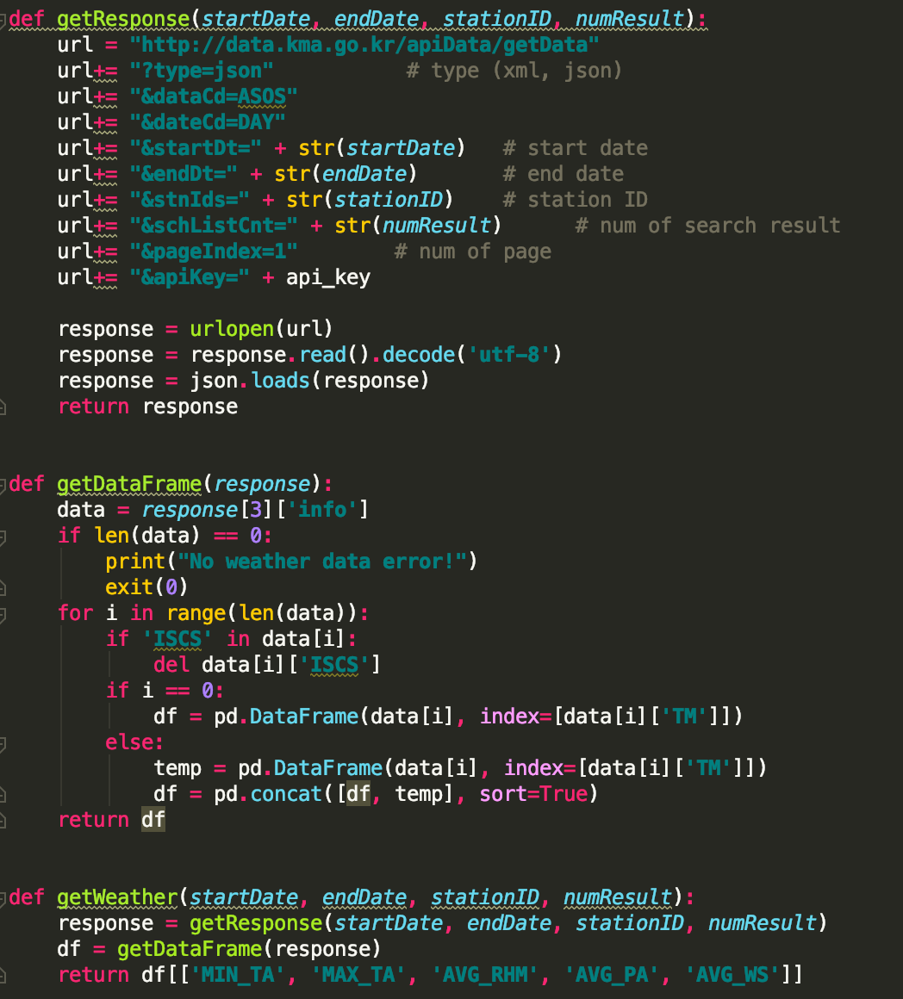 def getResponse(startDate, endDate, stationID, numResult):
    url = "http://data.kma.go.kr/apiData/getData"
    url+= "?type=json"           # type (xml, json)
    url+= "&dataCd=ASOS"
    url+= "&dateCd=DAY"
    url+= "&startDt=" + str(startDate)   # start date
    url+= "&endDt=" + str(endDate)       # end date
    url+= "&stnIds=" + str(stationID)    # station ID
    url+= "&schListCnt=" + str(numResult)      # num of search result
    url+= "&pageIndex=1"        # num of page
    url+= "&apiKey=" + api_key

    response = urlopen(url)
    response = response.read().decode('utf-8')
    response = json.loads(response)
    return response


def getDataFrame(response):
    data = response[3]['info']
    if len(data) == 0:
        print("No weather data error!")
        exit(0)
    for i in range(len(data)):
        if 'ISCS' in data[i]:
            del data[i]['ISCS']
        if i == 0:
            df = pd.DataFrame(data[i], index=[data[i]['TM']])
        else:
            temp = pd.DataFrame(data[i], index=[data[i]['TM']])
            df = pd.concat([df, temp], sort=True)
    return df


def getWeather(startDate, endDate, stationID, numResult):
    response = getResponse(startDate, endDate, stationID, numResult)
    df = getDataFrame(response)
    return df[['MIN_TA', 'MAX_TA', 'AVG_RHM', 'AVG_PA', 'AVG_WS']]